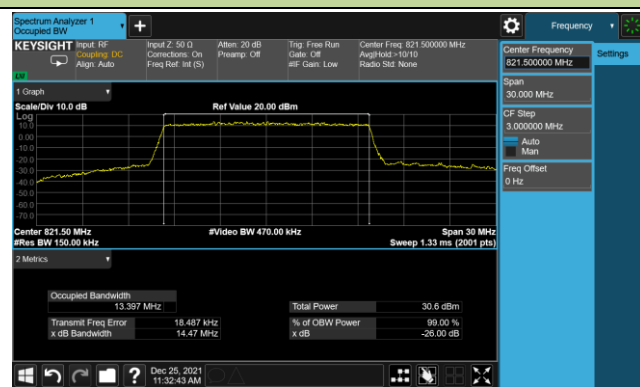 Spectrum Analyzer 1
Occupied BW
Frequency
KEYSIGHT
Input: RF
Coupling: DC
Align: Auto
Input Z: 50 Ω
Corrections: On
Freq Ref: Int (S)
Atten: 20 dB
Preamp: Off
Trig: Free Run
Gate: Off
#IF Gain: Low
Center Freq: 821.500000 MHz
Avg|Hold:>10/10
Radio Std: None
Center Frequency
821.500000 MHz
Settings
Span
30.000 MHz
CF Step
3.000000 MHz
Auto
Man
Freq Offset
0 Hz
1 Graph
Scale/Div 10.0 dB
Ref Value 20.00 dBm
Log
10.0
0.00
-10.0
-20.0
-30.0
-40.0
-50.0
-60.0
-70.0
Center 821.50 MHz
#Video BW 470.00 kHz
Span 30 MHz
#Res BW 150.00 kHz
Sweep 1.33 ms (2001 pts)
2 Metrics
Occupied Bandwidth
13.397 MHz
Total Power
30.6 dBm
Transmit Freq Error
18.487 kHz
% of OBW Power
99.00 %
x dB Bandwidth
14.47 MHz
x dB
-26.00 dB
?
Dec 25, 2021
11:32:43 AM